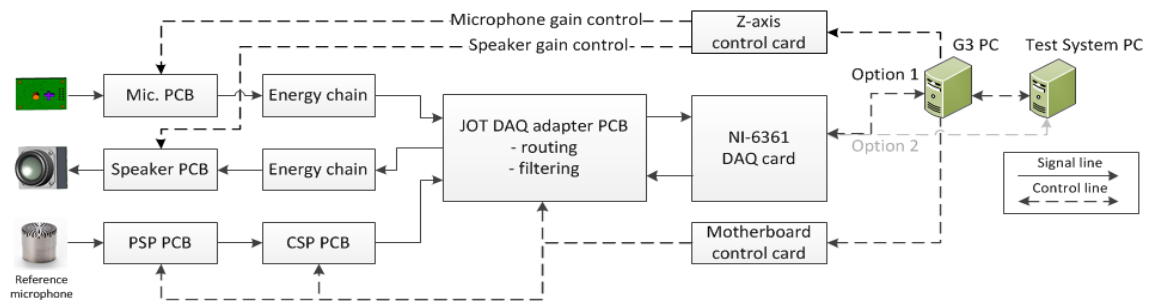 Microphone gain control
Speaker gain control
Z-axis
control card
G3 PC
Test System PC
Option 1
Mic. PCB
Energy chain
JOT DAQ adapter PCB
- routing
- filtering
NI-6361
DAQ card
Option 2
Speaker PCB
Energy chain
Signal line
Control line
PSP PCB
CSP PCB
Motherboard
control card
Reference
microphone